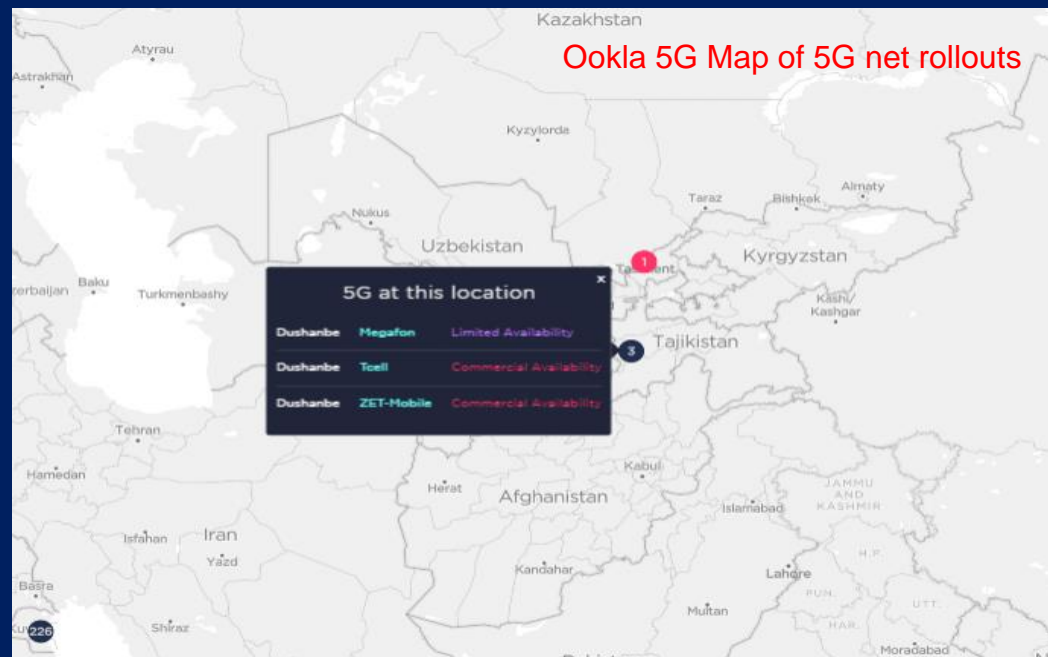 Kazakhstan
Ookla 5G Map of 5G net rollouts
Atyrau
Astrakhan
Kyzylorda
Almaty
Taraz
Bishkek
Nukus
Uzbekistan
Kyrgyzstan
1
Baku
Turkmenbashy
Kashi/
Kashgar
5G at this location
x
Dushanbe Megafon Limited Availability
Dushanbe Tcell Commercial Availability
Dushanbe ZET-Mobile Commercial Availability
3
Tajikistan
Tehran
Hamedan
Kabul
Herat
Afghanistan
Islamabad
JAMMU
AND
KASHMIR
Isfahan
Iran
Yazd
Kandahar
Lahore
H.P.
PUN.
UTT.
Basra
Multan
HAR.
226
Shiraz
Moradabad